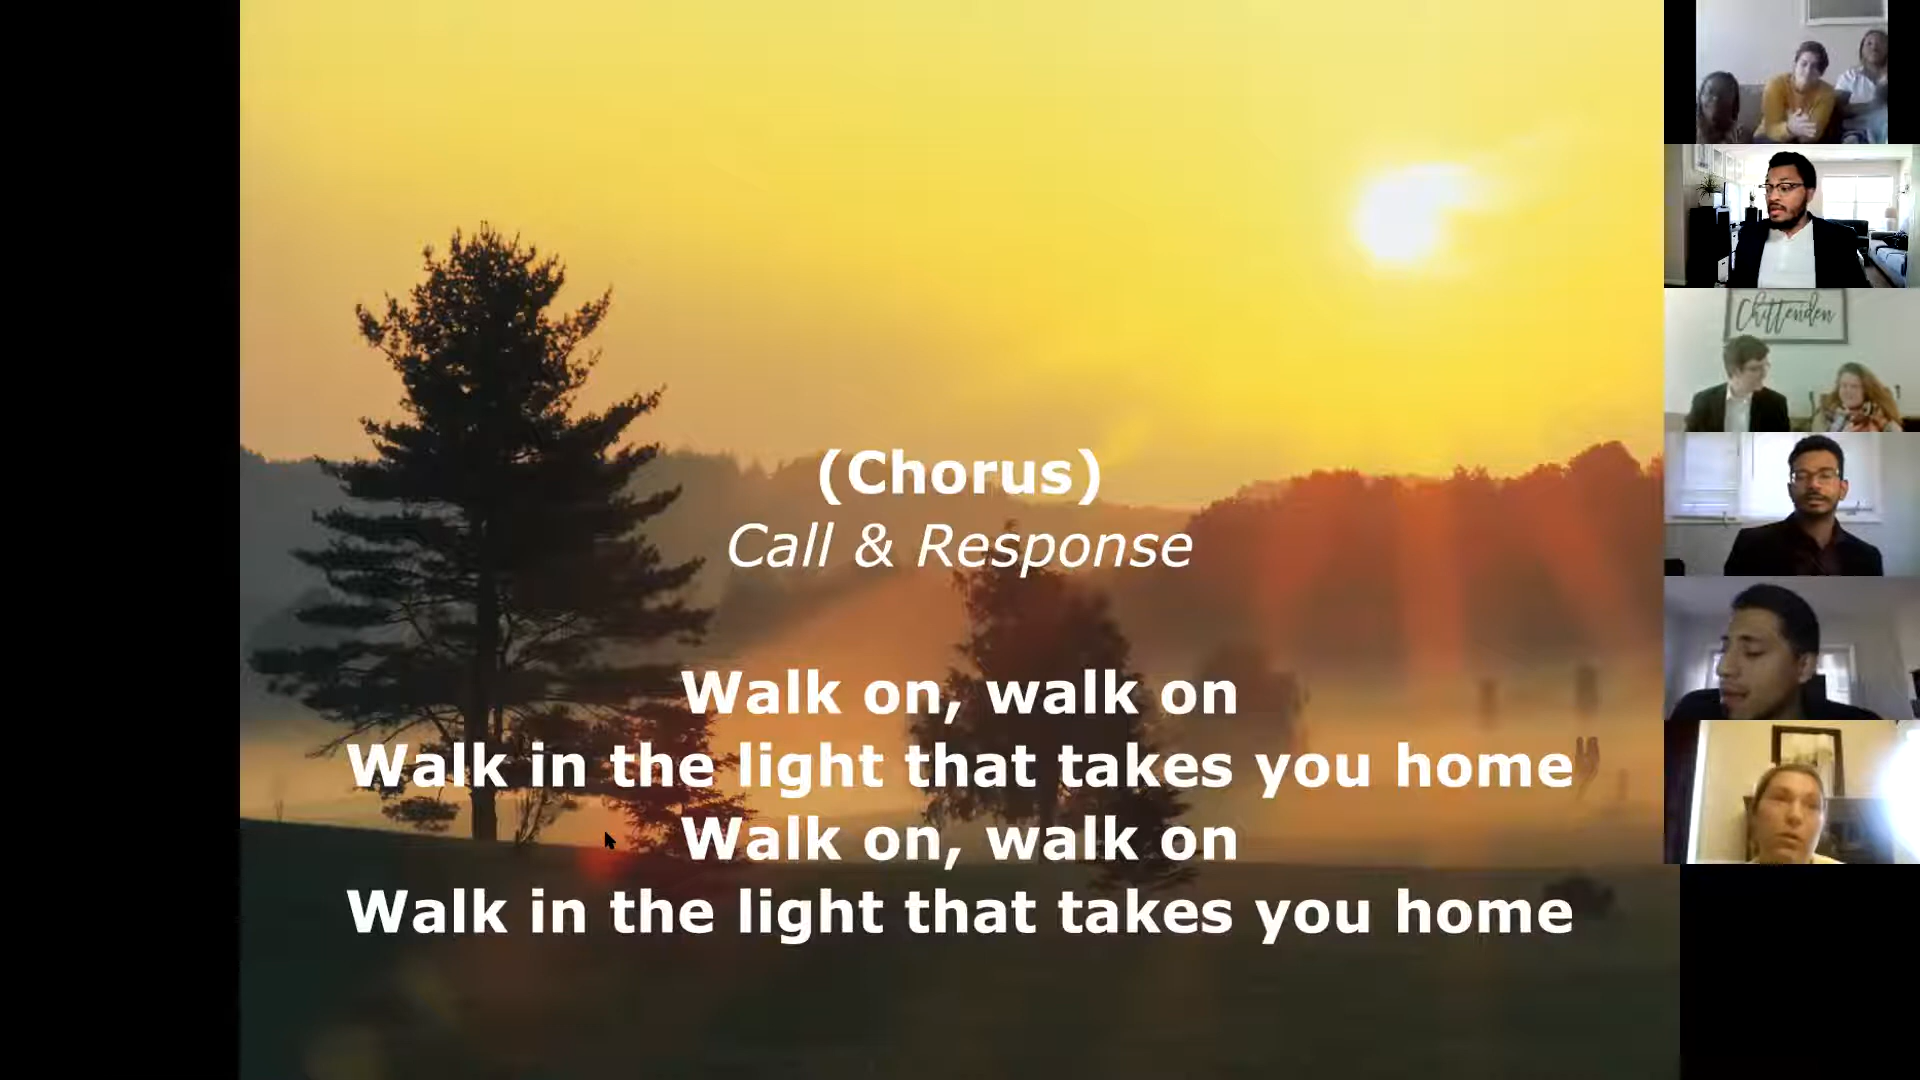 (Chorus)
Call & Response
Walk on, walk on
Walk in the light that takes you home
Walk on, walk on
Walk in the light that takes you home
Chittenden